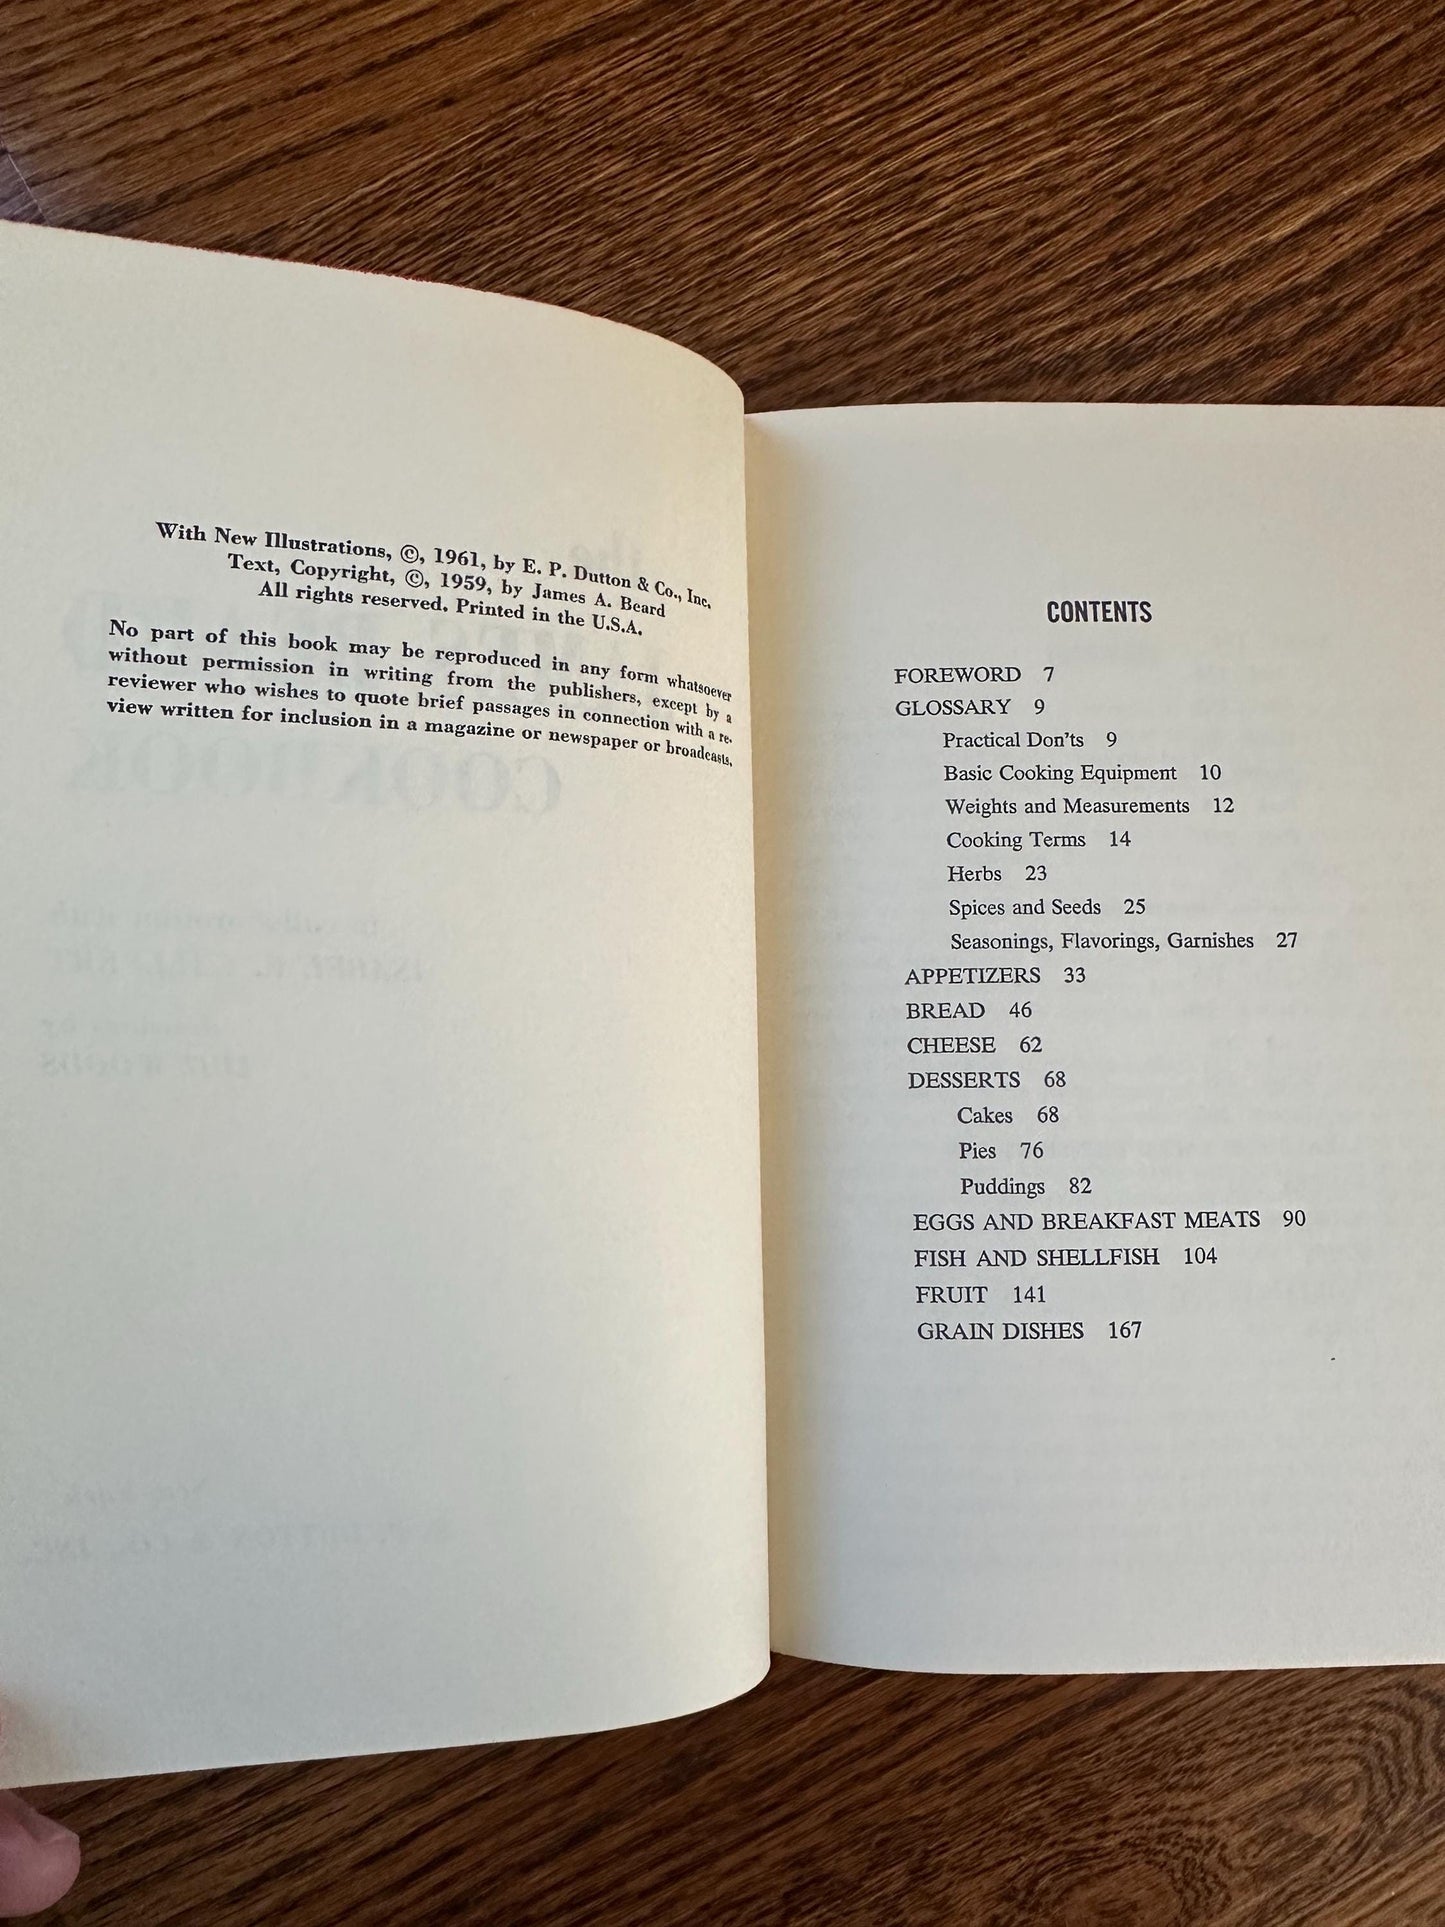 With New Illustrations, ©, 1961, by E. P. Dutton & Co., Inc.
Text, Copyright, ©, 1959, by James A. Beard
All rights reserved. Printed in the U.S.A.
No part of this book may be reproduced in any form whatsoever
without permission in writing from the publishers, except by a
reviewer who wishes to quote brief passages in connection with a re-
view written for inclusion in a magazine or newspaper or broadcasts.
CONTENTS
FOREWORD 7
GLOSSARY 9
Practical Don'ts 9
Basic Cooking Equipment 10
Weights and Measurements 12
Cooking Terms 14
Herbs 23
Spices and Seeds 25
Seasonings, Flavorings, Garnishes 27
APPETIZERS 33
BREAD 46
CHEESE 62
DESSERTS 68
Cakes 68
Pies 76
Puddings 82
EGGS AND BREAKFAST MEATS 90
FISH AND SHELLFISH 104
FRUIT 141
GRAIN DISHES 167